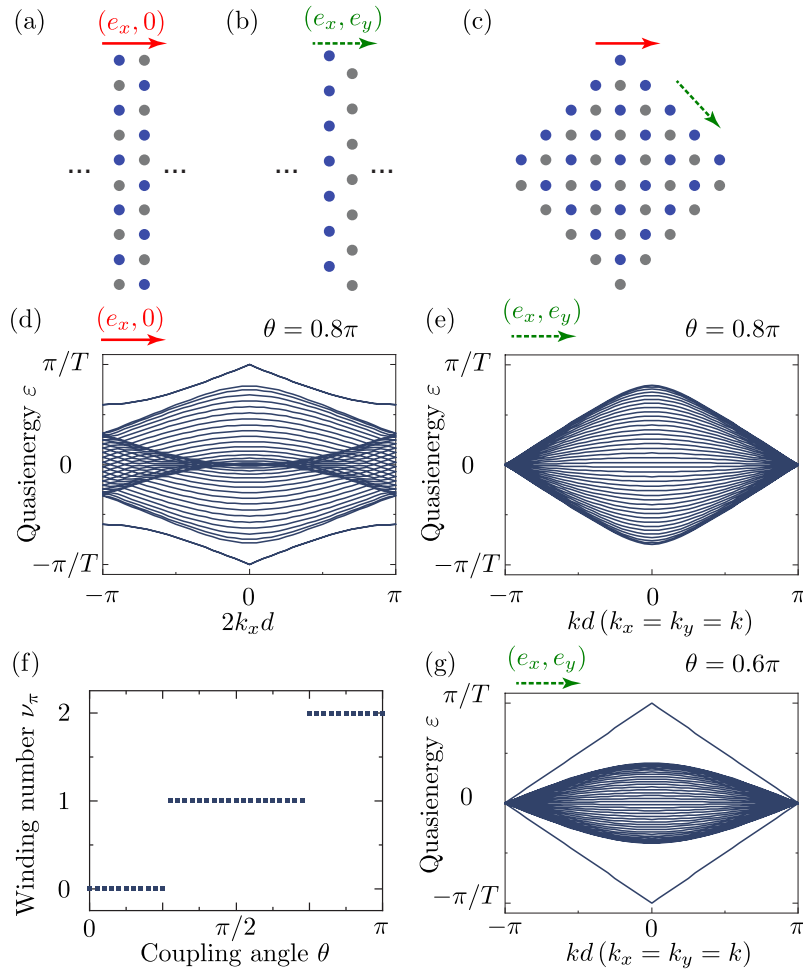 (a) (e_x, 0) (b) (e_x, e_y) (c)
... ... ... ...
(d) (e_x, 0) θ = 0.8π
Quasienergy ε
π/T
0
−π/T
−π 0 π
2k_x d
(e) (e_x, e_y) θ = 0.8π
Quasienergy ε
π/T
0
−π/T
−π 0 π
kd (k_x = k_y = k)
(f)
Winding number ν_π
2
1
0
0 π/2 π
Coupling angle θ
(g) (e_x, e_y) θ = 0.6π
Quasienergy ε
π/T
0
−π/T
−π 0 π
kd (k_x = k_y = k)